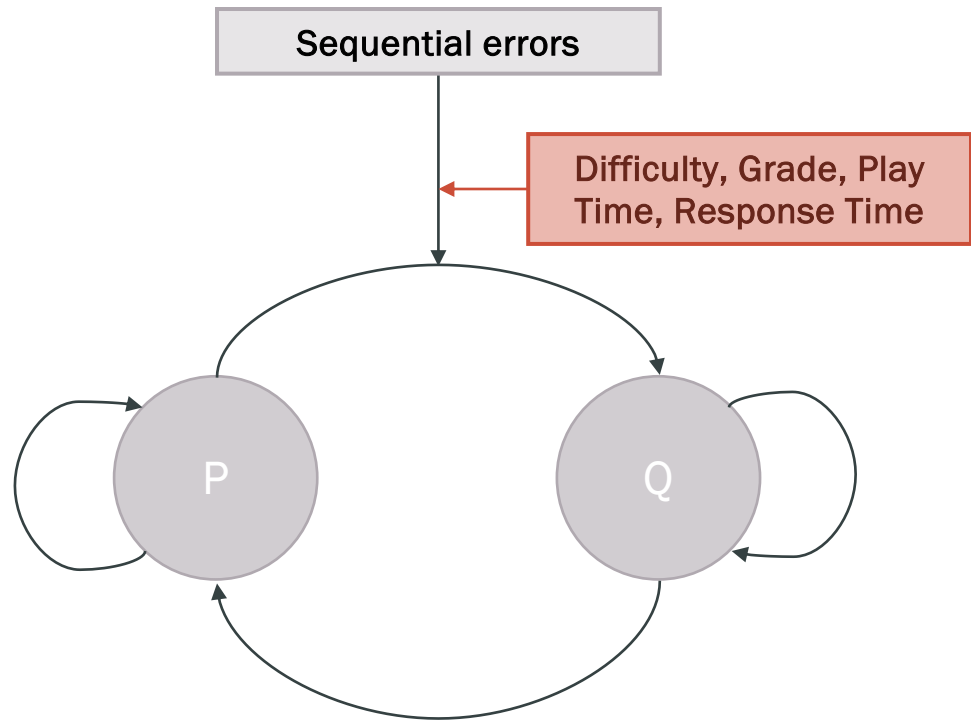 Sequential errors
Difficulty, Grade, Play
Time, Response Time
P
Q